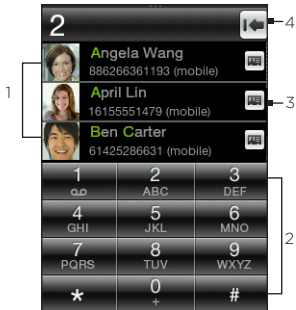 2
4
Angela Wang
886266361193 (mobile)
1
April Lin
16155551479 (mobile)
3
Ben Carter
61425286631 (mobile)
1 2 3
ABC DEF
4 5 6
GHI JKL MNO
2
7 8 9
PQRS TUV WXYZ
* 0 #
+